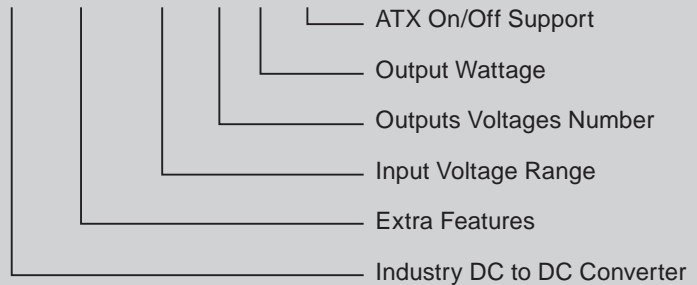 ATX On/Off Support
Output Wattage
Outputs Voltages Number
Input Voltage Range
Extra Features
Industry DC to DC Converter